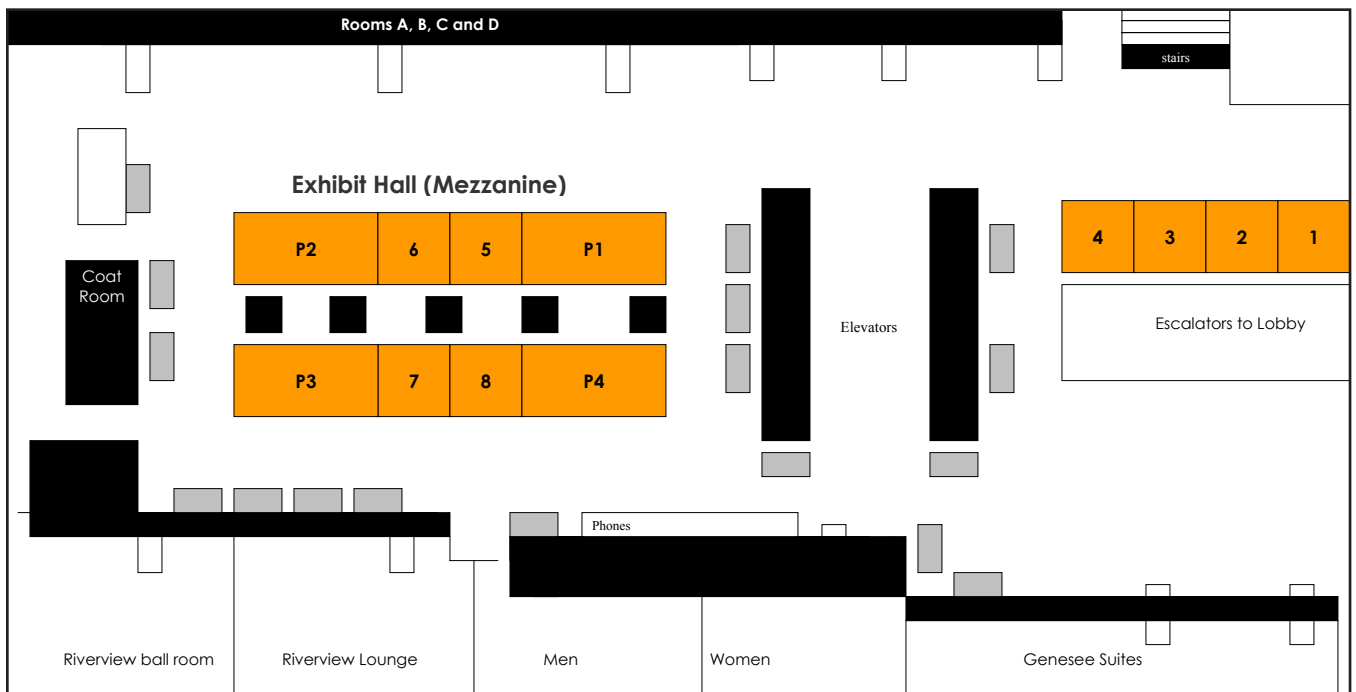 Rooms A, B, C and D
stairs
Exhibit Hall (Mezzanine)
P2 6 5 P1
4 3 2 1
Coat
Room
Elevators
Escalators to Lobby
P3 7 8 P4
Phones
Riverview ball room
Riverview Lounge
Men
Women
Genesee Suites